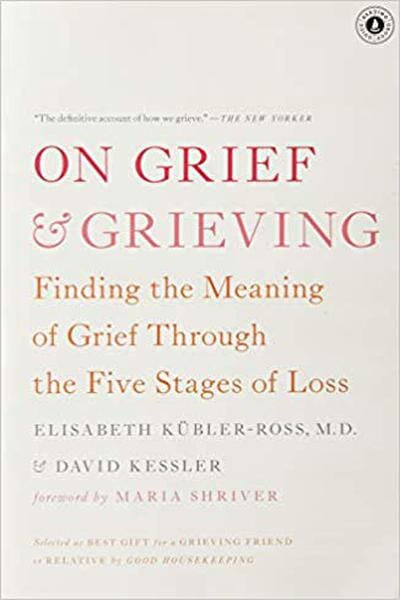 "The definitive account of how we grieve." —THE NEW YORKER
ON GRIEF
& GRIEVING
Finding the Meaning
of Grief Through
the Five Stages of Loss
ELISABETH KÜBLER-ROSS, M.D.
& DAVID KESSLER
foreword by MARIA SHRIVER
Selected as BEST GIFT for a GRIEVING FRIEND
or RELATIVE by GOOD HOUSEKEEPING